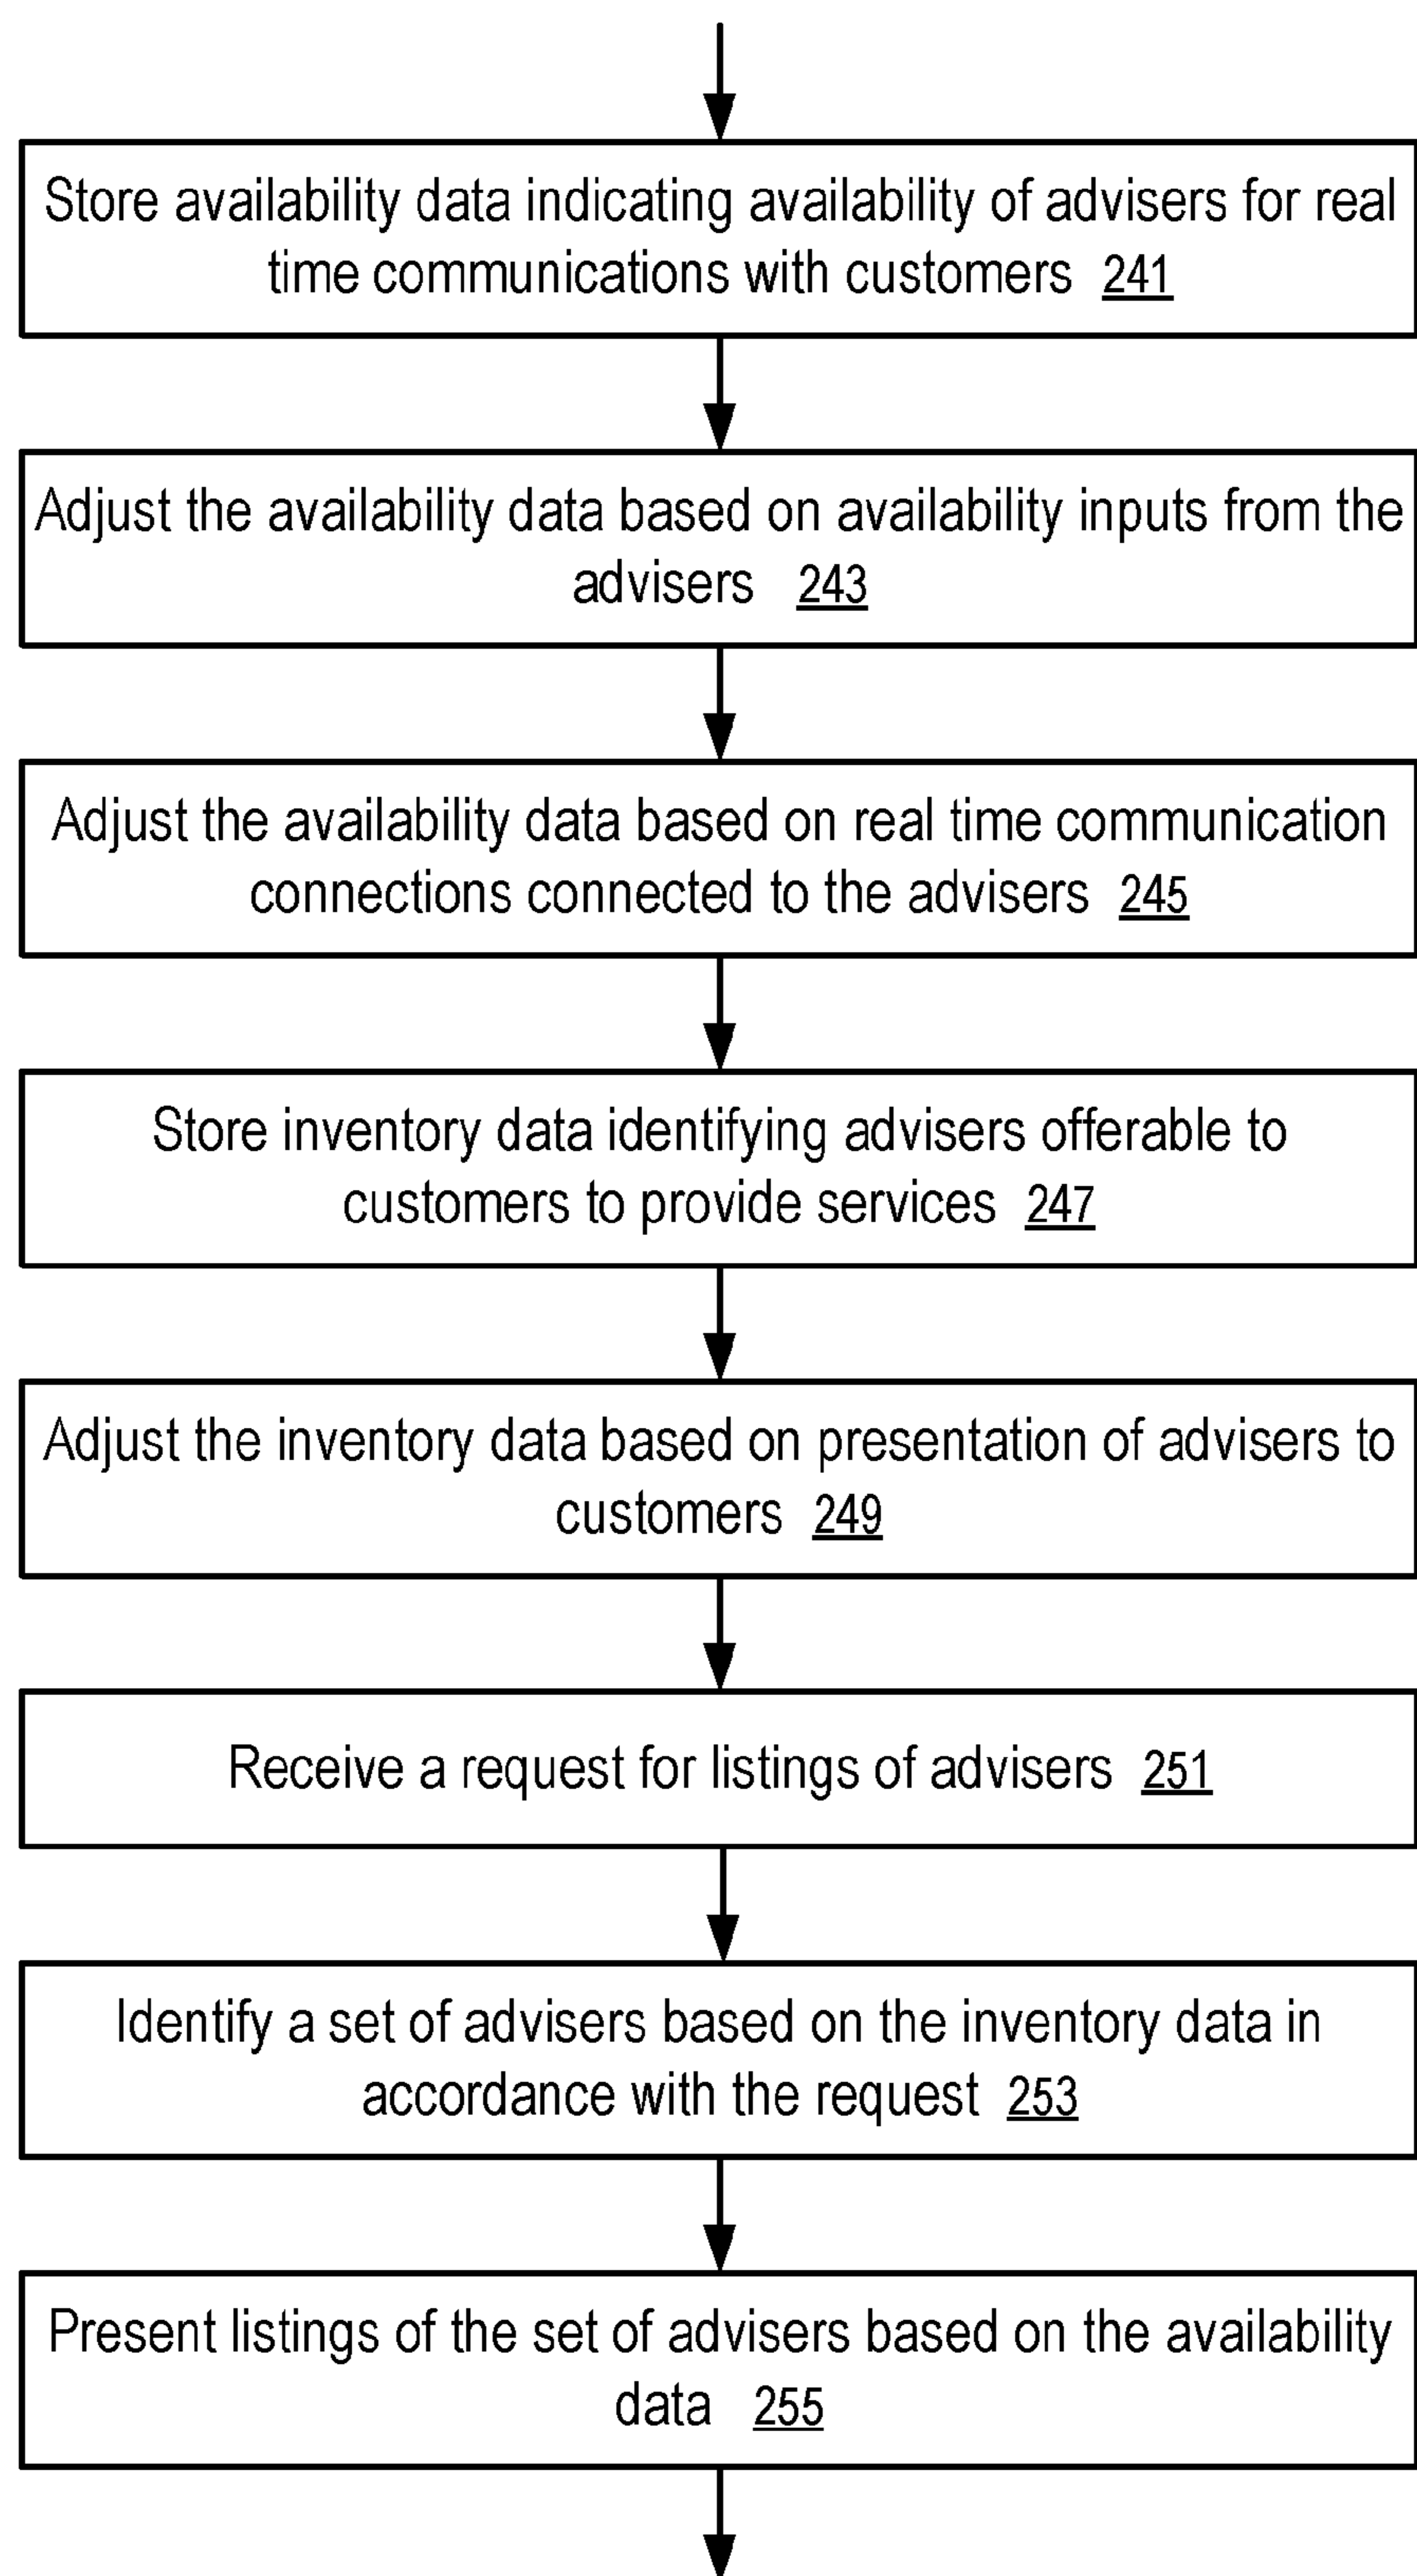 Store availability data indicating availability of advisers for real
time communications with customers 241
Adjust the availability data based on availability inputs from the
advisers 243
Adjust the availability data based on real time communication
connections connected to the advisers 245
Store inventory data identifying advisers offerable to
customers to provide services 247
Adjust the inventory data based on presentation of advisers to
customers 249
Receive a request for listings of advisers 251
Identify a set of advisers based on the inventory data in
accordance with the request 253
Present listings of the set of advisers based on the availability
data 255